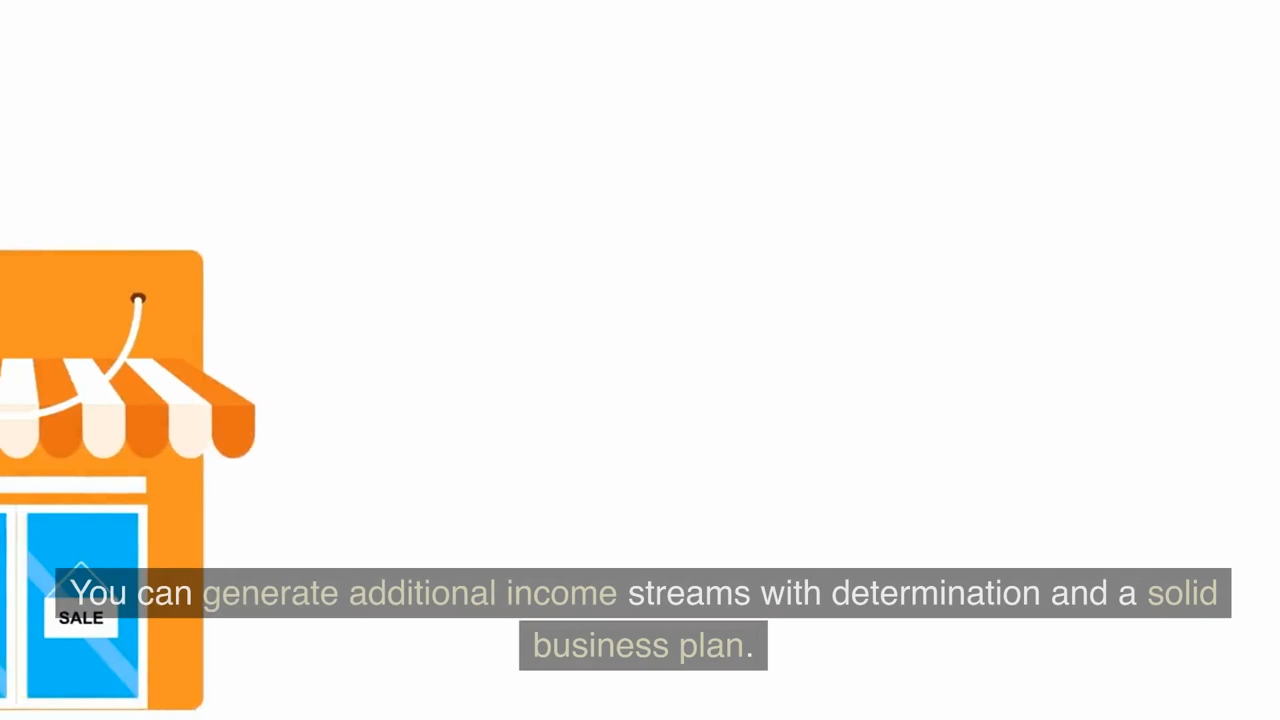 You can generate additional income streams with determination and a solid
SALE
business plan.